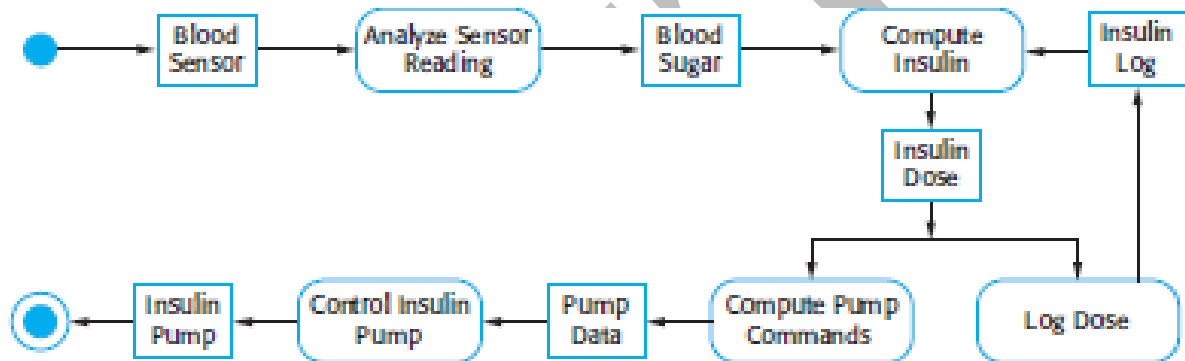 Blood
Sensor
Analyze Sensor
Reading
Blood
Sugar
Compute
Insulin
Insulin
Log
Insulin
Dose
Insulin
Pump
Control Insulin
Pump
Pump
Data
Compute Pump
Commands
Log Dose